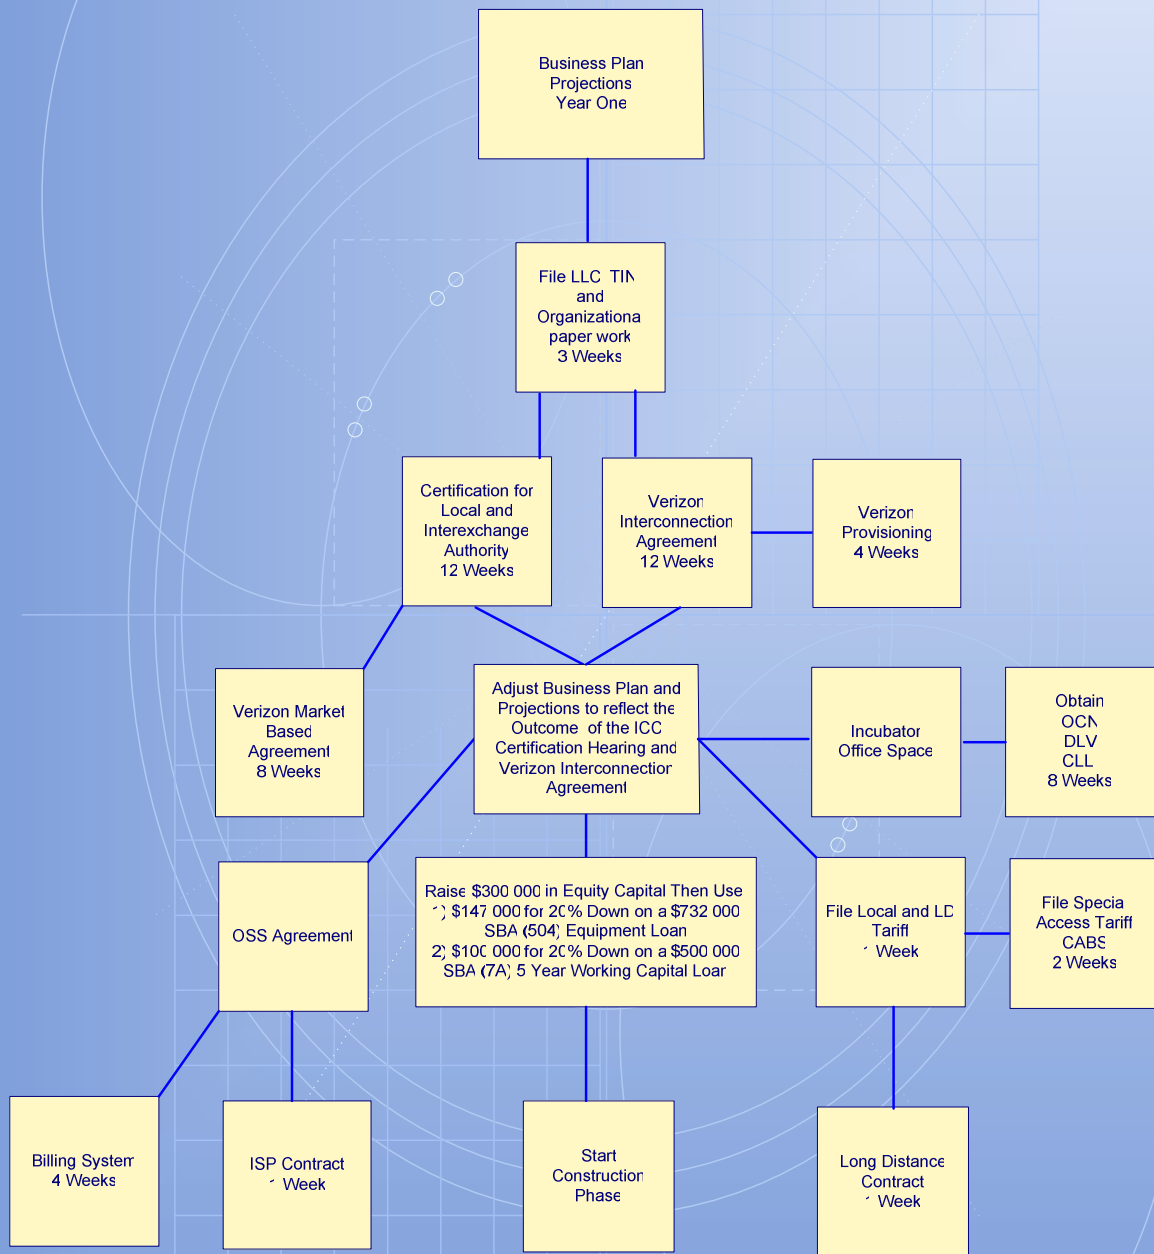 Business Plan
Projections
Year One
File LLC TIN
and
Organizationa
paper work
3 Weeks
Certification for
Local and
Interexchange
Authority
12 Weeks
Verizon
Interconnection
Agreement
12 Weeks
Verizon
Provisioning
4 Weeks
Verizon Market
Based
Agreement
8 Weeks
Adjust Business Plan and
Projections to reflect the
Outcome of the ICC
Certification Hearing and
Verizon Interconnection
Agreement
Incubator
Office Space
Obtain
OCN
DLV
CLL
8 Weeks
OSS Agreement
Raise $300 000 in Equity Capital Then Use
1) $147 000 for 20% Down on a $732 000
SBA (504) Equipment Loan
2) $100 000 for 20% Down on a $500 000
SBA (7A) 5 Year Working Capital Loan
File Local and LD
Tariff
1 Week
File Specia
Access Tariff
CABS
2 Weeks
Billing System
4 Weeks
ISP Contract
1 Week
Start
Construction
Phase
Long Distance
Contract
1 Week